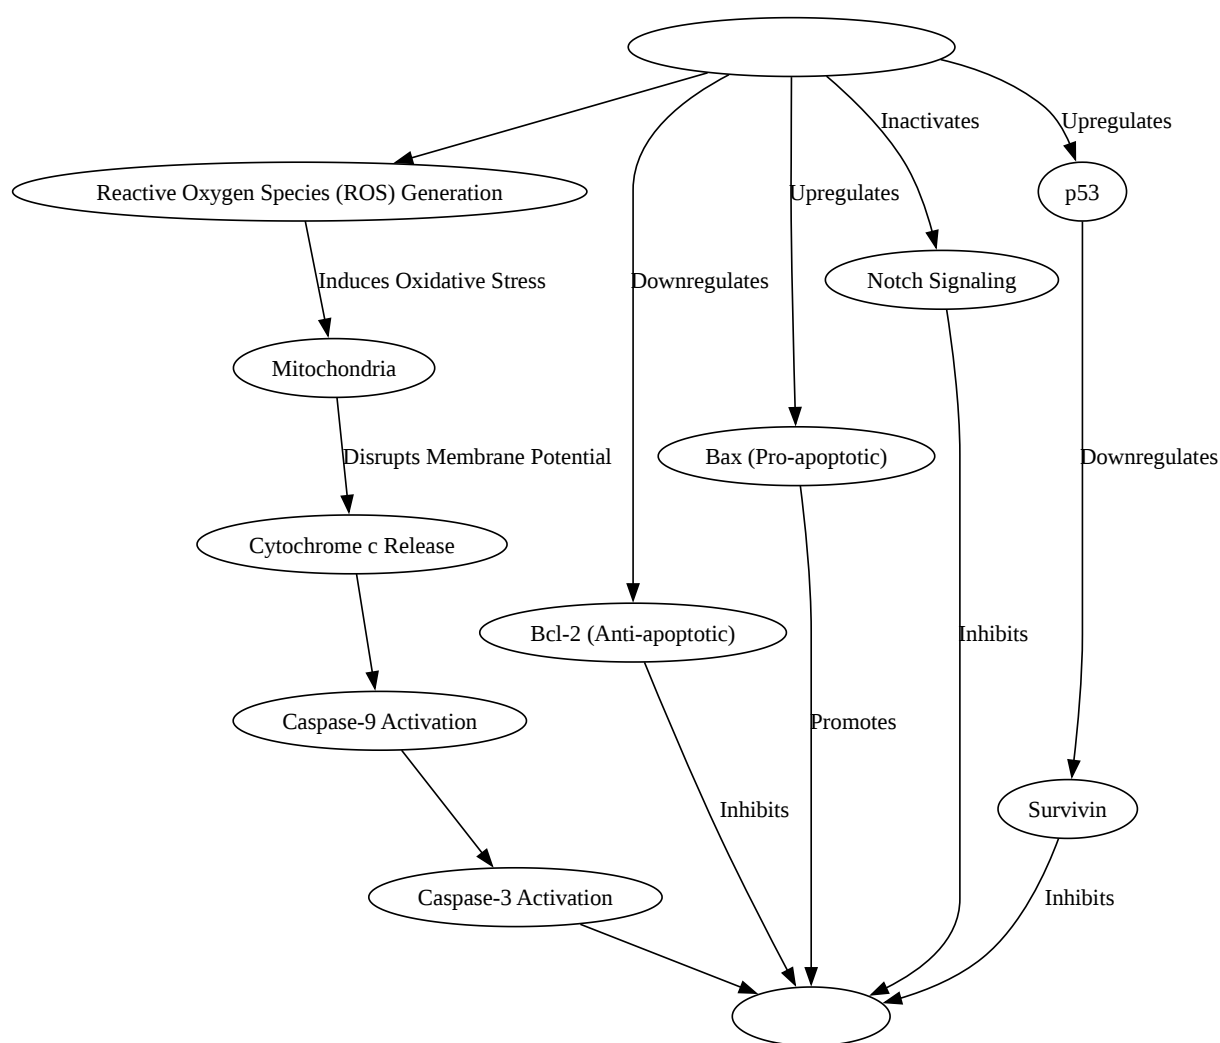 Inactivates
Upregulates
Reactive Oxygen Species (ROS) Generation
Upregulates
p53
Induces Oxidative Stress
Downregulates
Notch Signaling
Mitochondria
Disrupts Membrane Potential
Bax (Pro-apoptotic)
Downregulates
Cytochrome c Release
Bcl-2 (Anti-apoptotic)
Inhibits
Caspase-9 Activation
Promotes
Inhibits
Survivin
Caspase-3 Activation
Inhibits